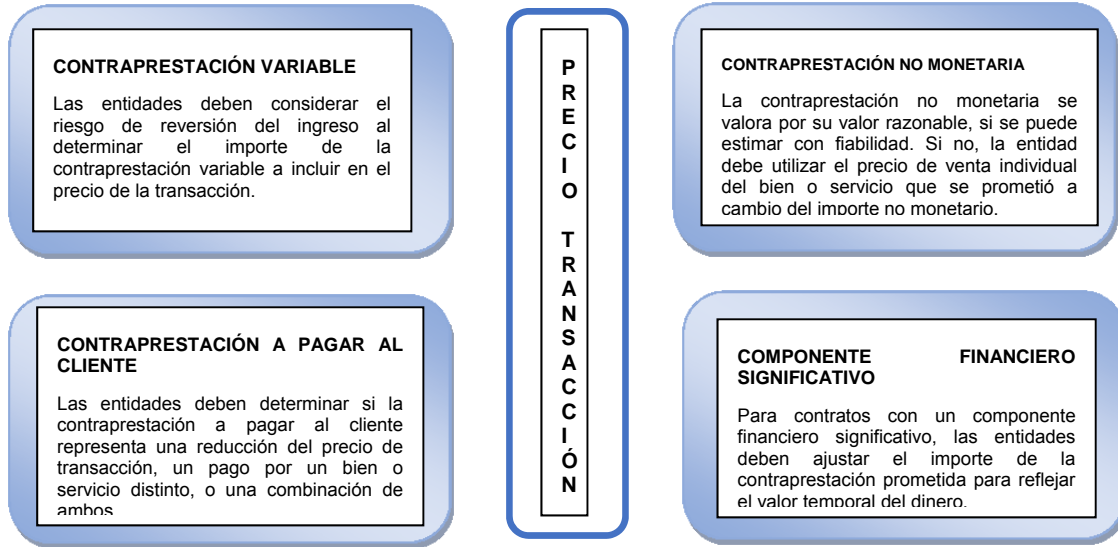 CONTRAPRESTACIÓN VARIABLE
Las entidades deben considerar el
riesgo de reversión del ingreso al
determinar el importe de la
contraprestación variable a incluir en el
precio de la transacción.
CONTRAPRESTACIÓN A PAGAR AL
CLIENTE
Las entidades deben determinar si la
contraprestación a pagar al cliente
representa una reducción del precio de
transacción, un pago por un bien o
servicio distinto, o una combinación de
ambos
P
R
E
C
I
O
T
R
A
N
S
A
C
C
I
Ó
N
CONTRAPRESTACIÓN NO MONETARIA
La contraprestación no monetaria se
valora por su valor razonable, si se puede
estimar con fiabilidad. Si no, la entidad
debe utilizar el precio de venta individual
del bien o servicio que se prometió a
cambio del importe no monetario.
COMPONENTE FINANCIERO
SIGNIFICATIVO
Para contratos con un componente
financiero significativo, las entidades
deben ajustar el importe de la
contraprestación prometida para reflejar
el valor temporal del dinero.